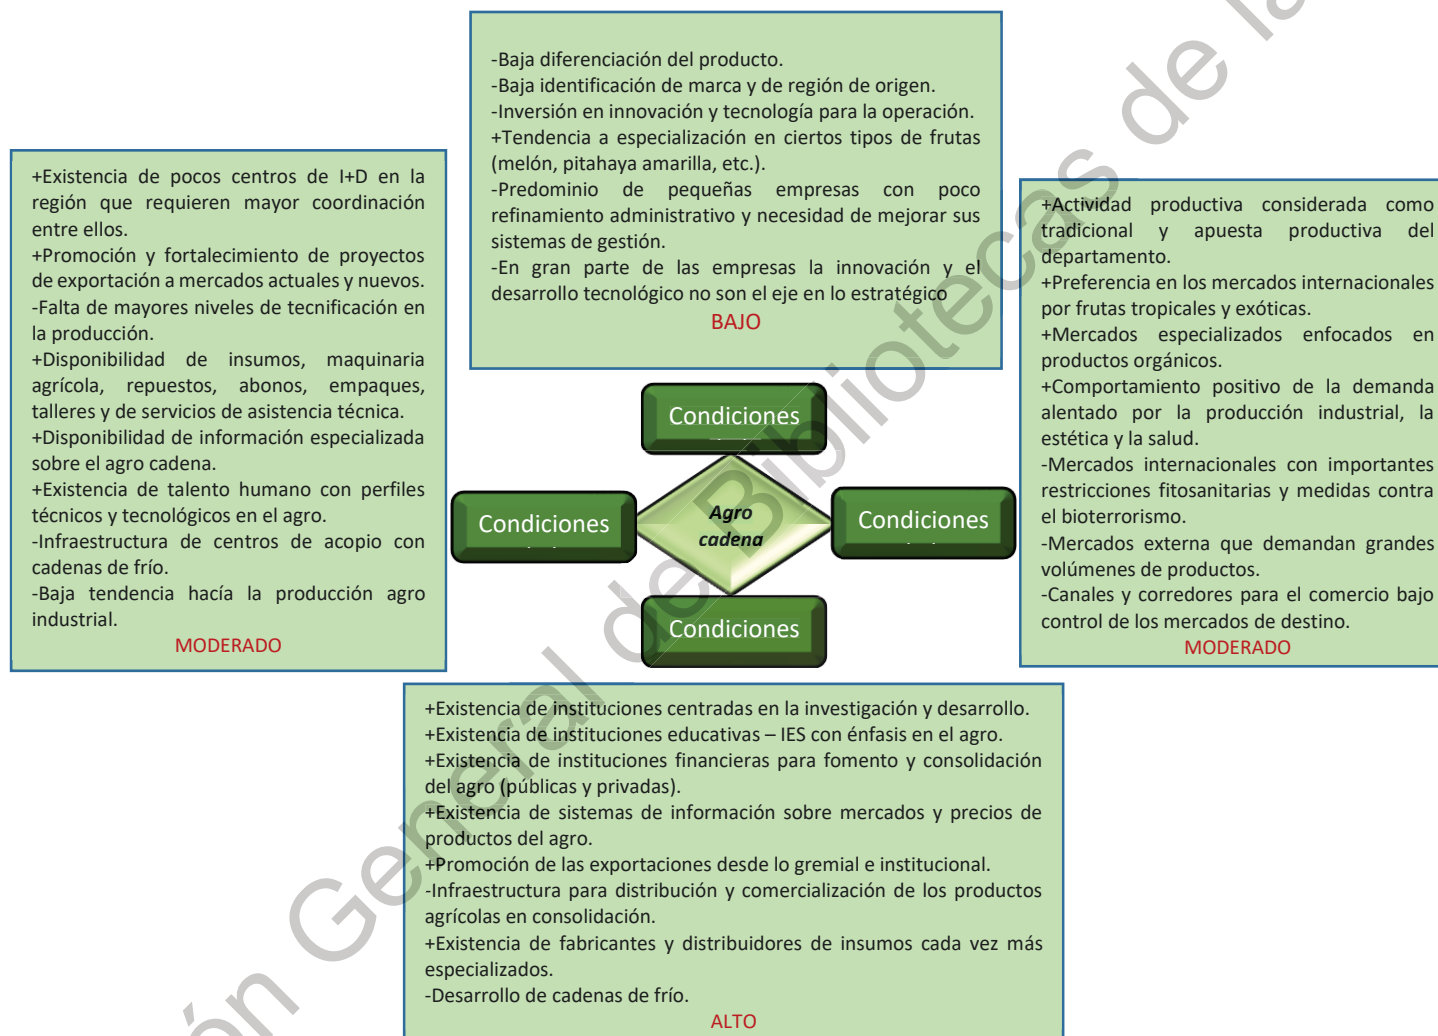 -Baja diferenciación del producto.
-Baja identificación de marca y de región de origen.
-Inversión en innovación y tecnología para la operación.
+Tendencia a especialización en ciertos tipos de frutas
(melón, pitahaya amarilla, etc.).
-Predominio de pequeñas empresas con poco
refinamiento administrativo y necesidad de mejorar sus
sistemas de gestión.
-En gran parte de las empresas la innovación y el
desarrollo tecnológico no son el eje en lo estratégico
BAJO
+Existencia de pocos centros de I+D en la
región que requieren mayor coordinación
entre ellos.
+Promoción y fortalecimiento de proyectos
de exportación a mercados actuales y nuevos.
-Falta de mayores niveles de tecnificación en
la producción.
+Disponibilidad de insumos, maquinaria
agrícola, repuestos, abonos, empaques,
talleres y de servicios de asistencia técnica.
+Disponibilidad de información especializada
sobre el agro cadena.
+Existencia de talento humano con perfiles
técnicos y tecnológicos en el agro.
-Infraestructura de centros de acopio con
cadenas de frío.
-Baja tendencia hacía la producción agro
industrial.
MODERADO
Condiciones
Condiciones
Agro
cadena
Condiciones
Condiciones
+Actividad productiva considerada como
tradicional y apuesta productiva del
departamento.
+Preferencia en los mercados internacionales
por frutas tropicales y exóticas.
+Mercados especializados enfocados en
productos orgánicos.
+Comportamiento positivo de la demanda
alentado por la producción industrial, la
estética y la salud.
-Mercados internacionales con importantes
restricciones fitosanitarias y medidas contra
el bioterrorismo.
-Mercados externa que demandan grandes
volúmenes de productos.
-Canales y corredores para el comercio bajo
control de los mercados de destino.
MODERADO
+Existencia de instituciones centradas en la investigación y desarrollo.
+Existencia de instituciones educativas – IES con énfasis en el agro.
+Existencia de instituciones financieras para fomento y consolidación
del agro (públicas y privadas).
+Existencia de sistemas de información sobre mercados y precios de
productos del agro.
+Promoción de las exportaciones desde lo gremial e institucional.
-Infraestructura para distribución y comercialización de los productos
agrícolas en consolidación.
+Existencia de fabricantes y distribuidores de insumos cada vez más
especializados.
-Desarrollo de cadenas de frío.
ALTO
General de Bibliotecas de